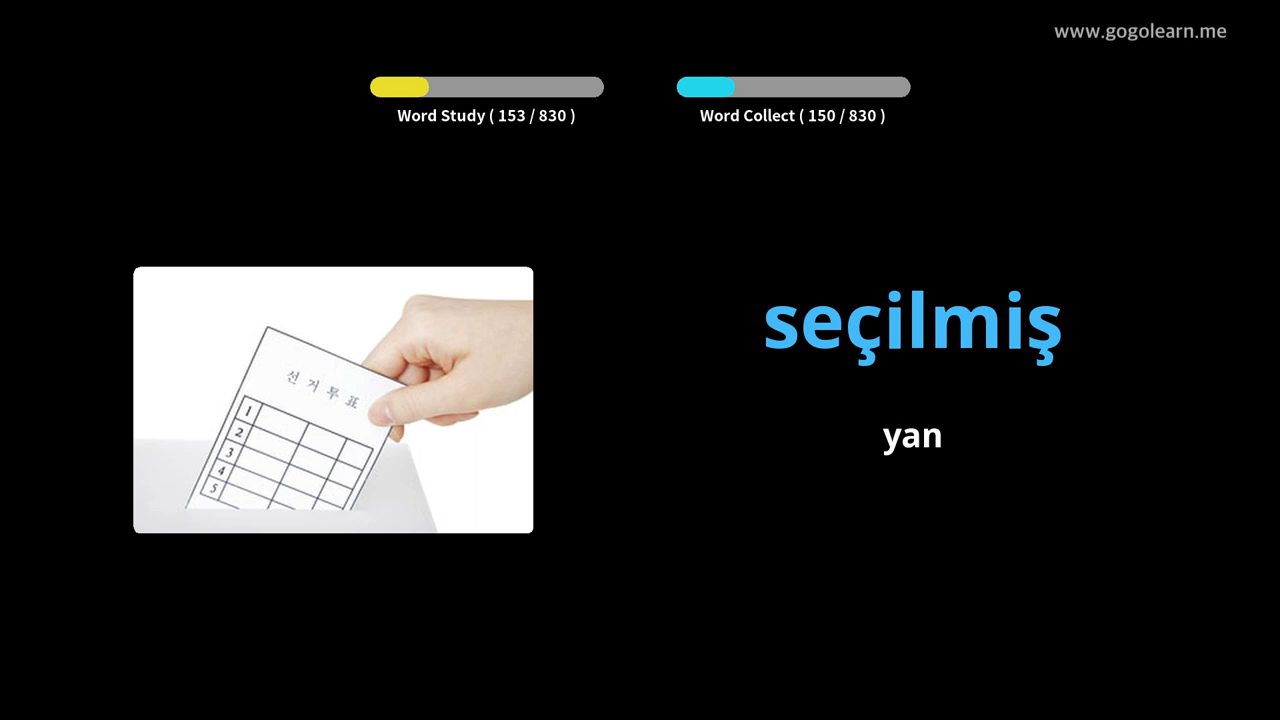 www.gogolearn.me
Word Study ( 153 / 830 )
Word Collect ( 150 / 830 )
선거투표
1
2
3
4
5
seçilmiş
yan